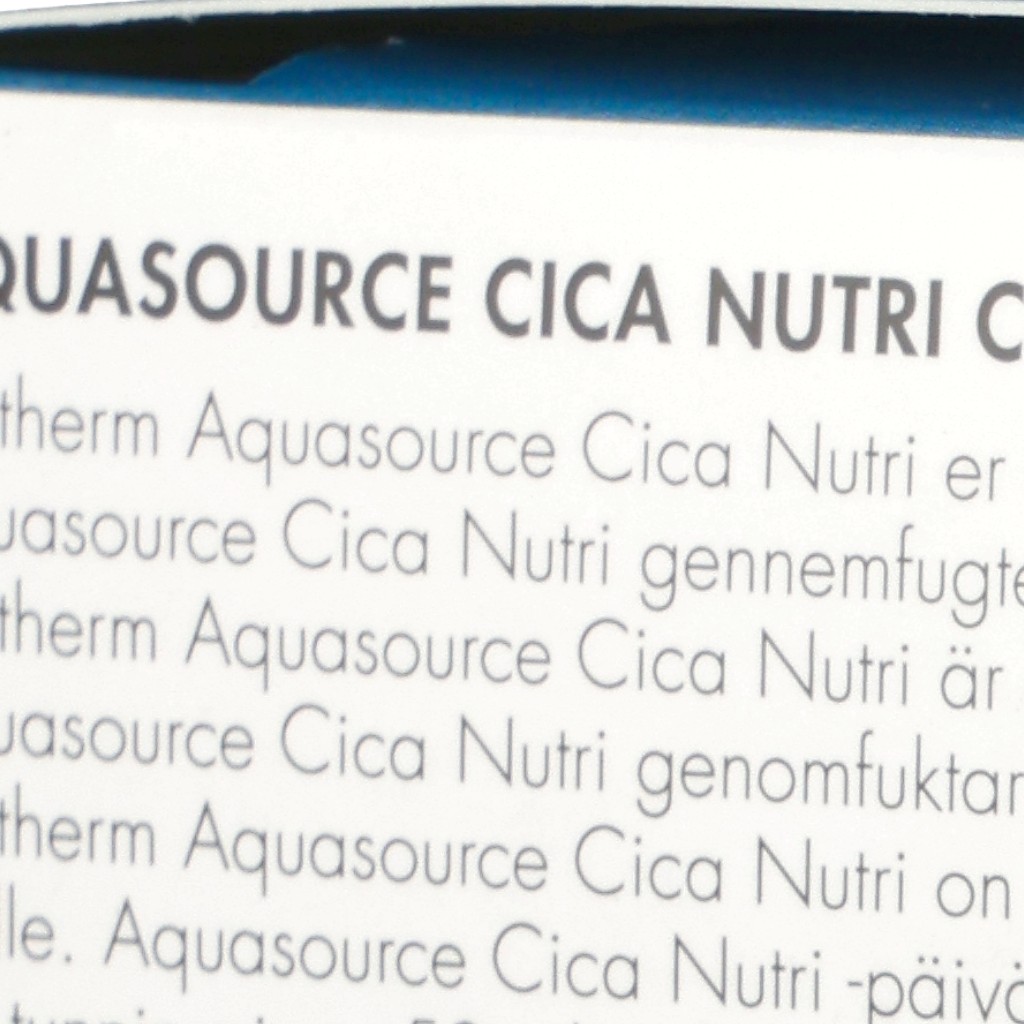 QUASOURCE CICA NUTRI C
therm Aquasource Cica Nutri er
uasource Cica Nutri gennemfugte
therm Aquasource Cica Nutri är
uasource Cica Nutri genomfuktar
therm Aquasource Cica Nutri on
le. Aquasource Cica Nutri -päivä